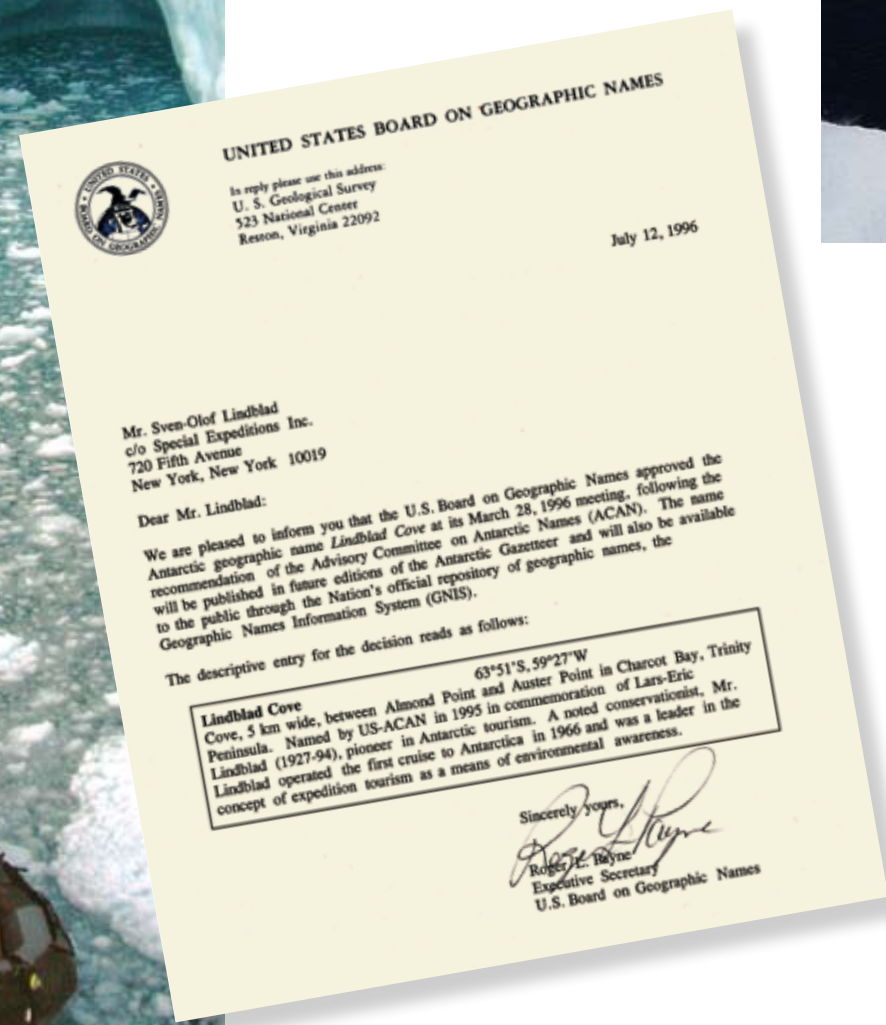 UNITED STATES BOARD ON GEOGRAPHIC NAMES
UNITED STATES
BOARD ON GEOGRAPHIC NAMES
In reply please use this address:
U. S. Geological Survey
523 National Center
Reston, Virginia 22092
July 12, 1996
Mr. Sven-Olof Lindblad
c/o Special Expeditions Inc.
720 Fifth Avenue
New York, New York 10019
Dear Mr. Lindblad:
We are pleased to inform you that the U.S. Board on Geographic Names approved the
Antarctic geographic name Lindblad Cove at its March 28, 1996 meeting, following the
recommendation of the Advisory Committee on Antarctic Names (ACAN). The name
will be published in future editions of the Antarctic Gazetteer and will also be available
to the public through the Nation's official repository of geographic names, the
Geographic Names Information System (GNIS).
The descriptive entry for the decision reads as follows:
Lindblad Cove 63°51'S, 59°27'W
Cove, 5 km wide, between Almond Point and Auster Point in Charcot Bay, Trinity
Peninsula. Named by US-ACAN in 1995 in commemoration of Lars-Eric
Lindblad (1927-94), pioneer in Antarctic tourism. A noted conservationist, Mr.
Lindblad operated the first cruise to Antarctica in 1966 and was a leader in the
concept of expedition tourism as a means of environmental awareness.
Sincerely yours,
Roger L Payne
Roger L. Payne
Executive Secretary
U.S. Board on Geographic Names